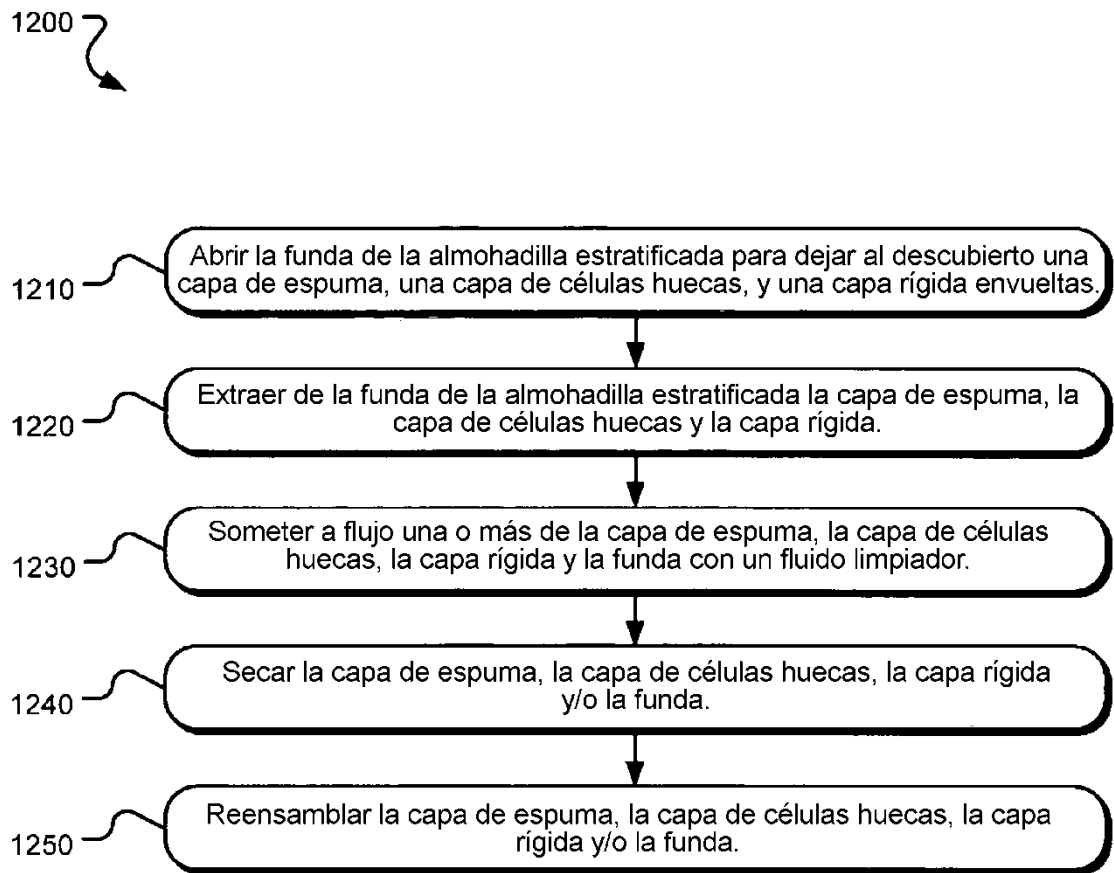 1200
1210
Abrir la funda de la almohadilla estratificada para dejar al descubierto una
capa de espuma, una capa de células huecas, y una capa rígida envueltas.
1220
Extraer de la funda de la almohadilla estratificada la capa de espuma, la
capa de células huecas y la capa rígida.
1230
Someter a flujo una o más de la capa de espuma, la capa de células
huecas, la capa rígida y la funda con un fluido limpiador.
1240
Secar la capa de espuma, la capa de células huecas, la capa rígida
y/o la funda.
1250
Reensamblar la capa de espuma, la capa de células huecas, la capa
rígida y/o la funda.